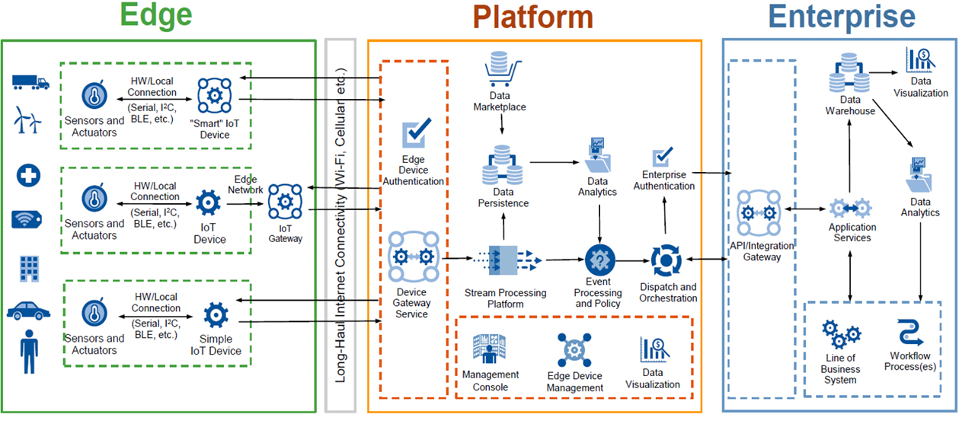 Edge
Platform
Enterprise
HW/Local
Connection
(Serial, I²C,
BLE, etc.)
Sensors and
Actuators
"Smart" IoT
Device
HW/Local
Connection
(Serial, I²C,
BLE, etc.)
Sensors and
Actuators
IoT
Device
Edge
Network
IoT
Gateway
HW/Local
Connection
(Serial, I²C,
BLE, etc.)
Sensors and
Actuators
Simple
IoT Device
Long-Haul Internet Connectivity (Wi-Fi, Cellular, etc.)
Edge
Device
Authentication
Device
Gateway
Service
Data
Marketplace
Data
Persistence
Data
Analytics
Enterprise
Authentication
Stream Processing
Platform
Event
Processing
and Policy
Dispatch and
Orchestration
Management
Console
Edge Device
Management
Data
Visualization
API/Integration
Gateway
Data
Warehouse
Data
Visualization
Data
Analytics
Application
Services
Line of
Business
System
Workflow
Process(es)